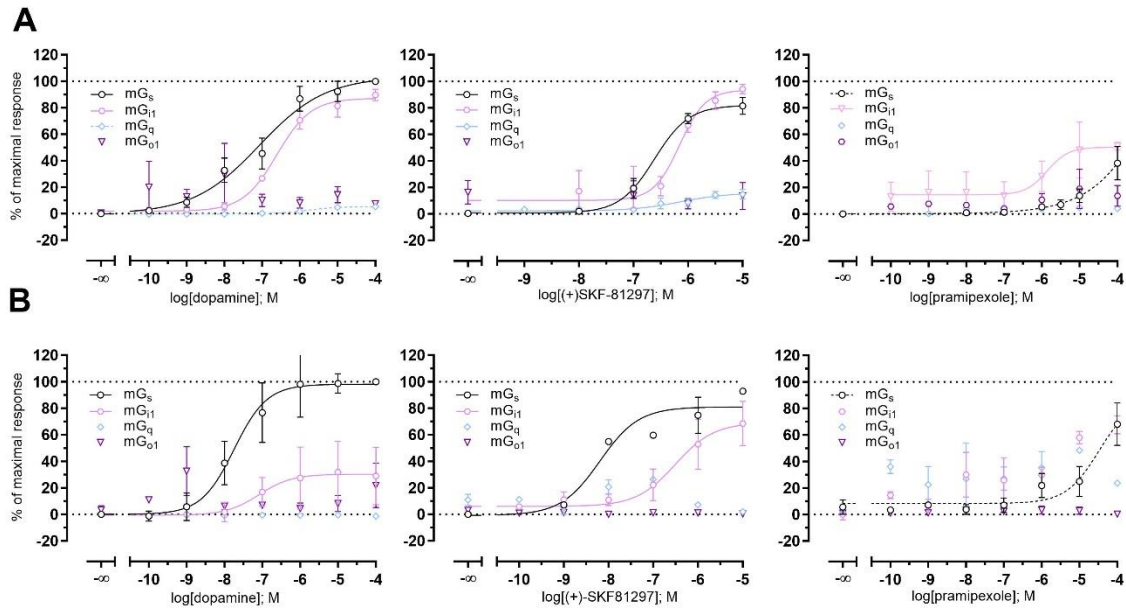 A
120
100
80
60
40
20
0
20
% of maximal response
mGs
mGi1
mGq
mGo1
-∞ -10 -9 -8 -7 -6 -5 -4
log[dopamine]; M
120
100
80
60
40
20
0
20
mGs
mGi1
mGq
mGo1
-∞ -9 -8 -7 -6 -5
log[(+)SKF-81297]; M
120
100
80
60
40
20
0
20
mGs
mGi1
mGq
mGo1
-∞ -10 -9 -8 -7 -6 -5 -4
log[pramipexole]; M
B
120
100
80
60
40
20
0
20
% of maximal response
mGs
mGi1
mGq
mGo1
-∞ -10 -9 -8 -7 -6 -5 -4
log[dopamine]; M
120
100
80
60
40
20
0
20
mGs
mGi1
mGq
mGo1
-∞ -10 -9 -8 -7 -6 -5
log[(+)-SKF81297]; M
120
100
80
60
40
20
0
20
mGs
mGi1
mGq
mGo1
-∞ -10 -9 -8 -7 -6 -5 -4
log[pramipexole]; M